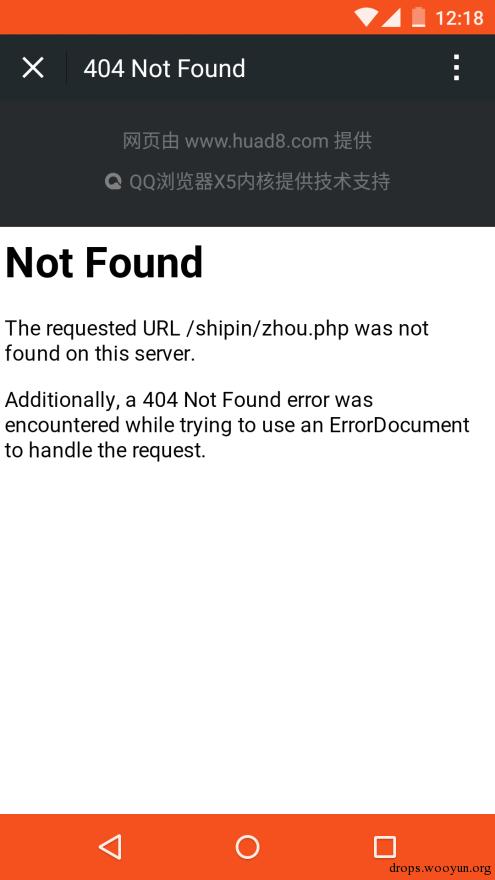 12:18
404 Not Found
网页由 www.huad8.com 提供
QQ浏览器X5内核提供技术支持
Not Found
The requested URL /shipin/zhou.php was not
found on this server.
Additionally, a 404 Not Found error was
encountered while trying to use an ErrorDocument
to handle the request.
drops.wooyun.org